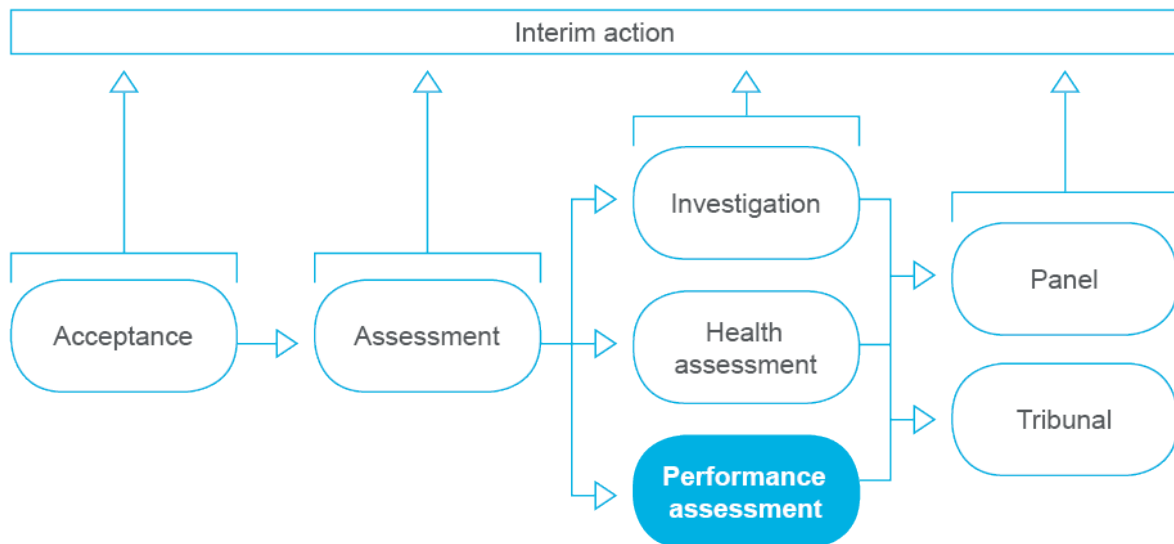 Interim action
Acceptance
Assessment
Investigation
Health
assessment
Performance
assessment
Panel
Tribunal